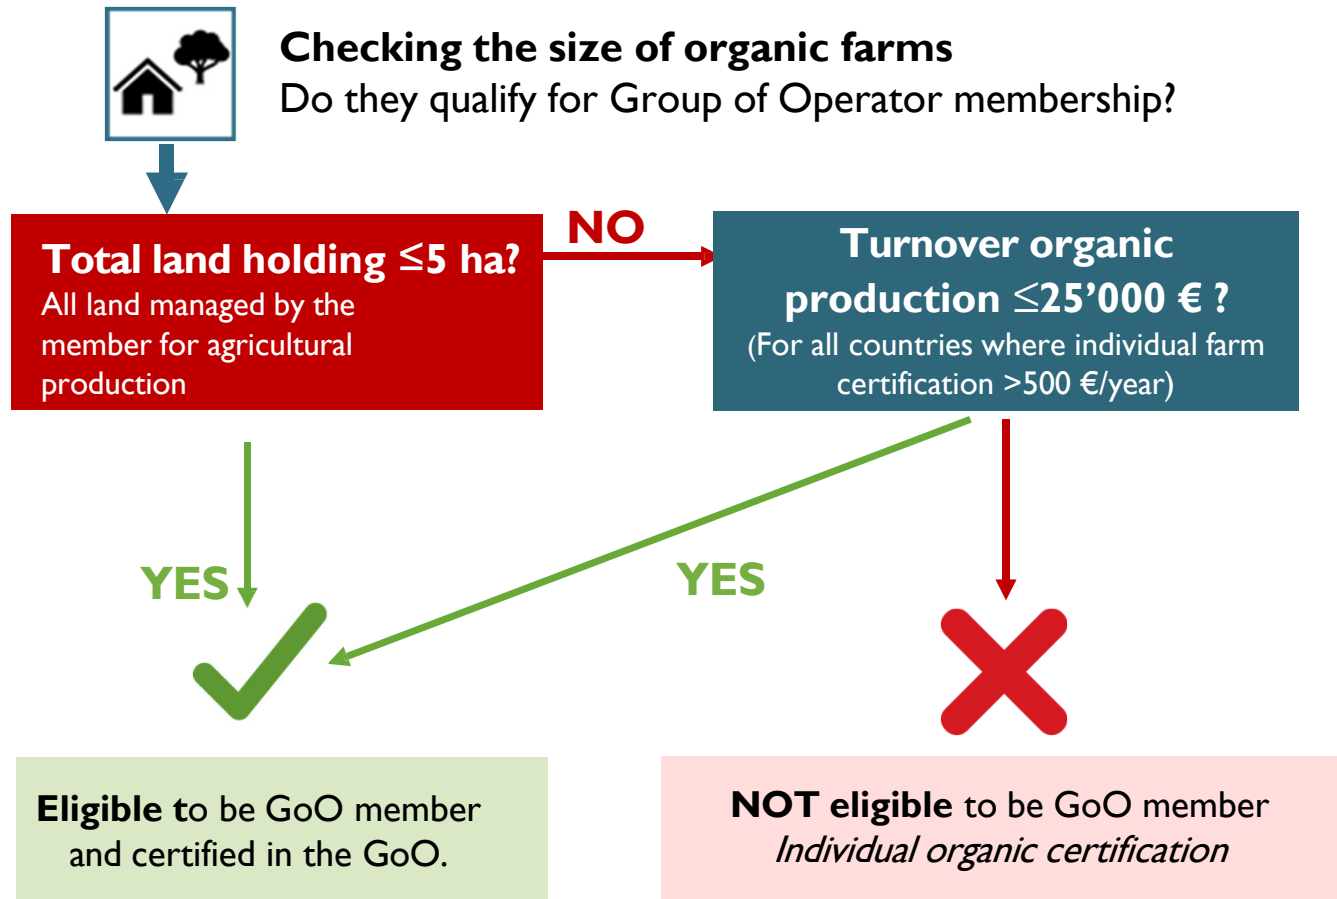 Checking the size of organic farms
Do they qualify for Group of Operator membership?
NO
Total land holding ≤5 ha?
All land managed by the
member for agricultural
production
Turnover organic
production ≤25’000 € ?
(For all countries where individual farm
certification >500 €/year)
YES
YES
Eligible to be GoO member
and certified in the GoO.
NOT eligible to be GoO member
Individual organic certification